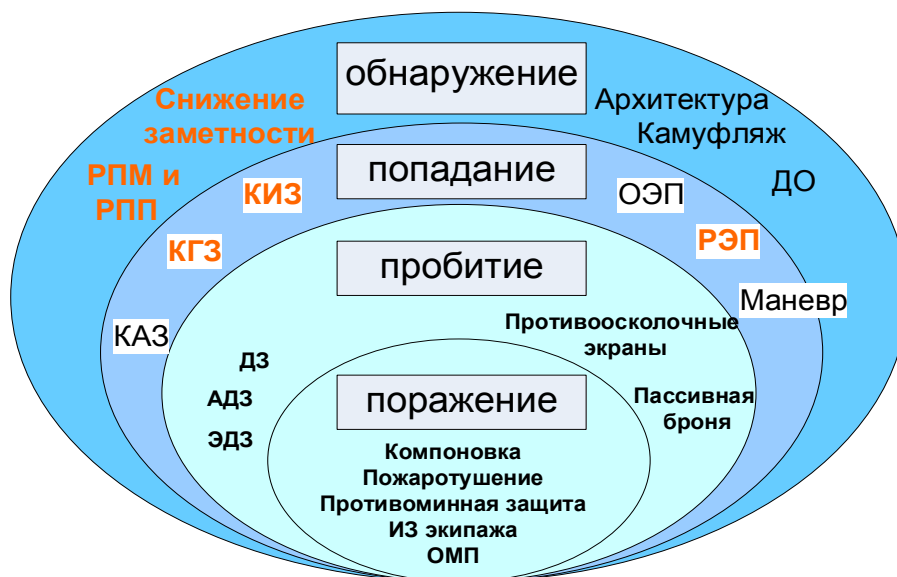 обнаружение
Снижение
заметности
Архитектура
Камуфляж
РПМ и
РПП
ДО
попадание
КИЗ
ОЭП
КГЗ
РЭП
Маневр
КАЗ
пробитие
Противоосколочные
экраны
ДЗ
АДЗ
ЭДЗ
Пассивная
броня
поражение
Компоновка
Пожаротушение
Противоминная защита
ИЗ экипажа
ОМП